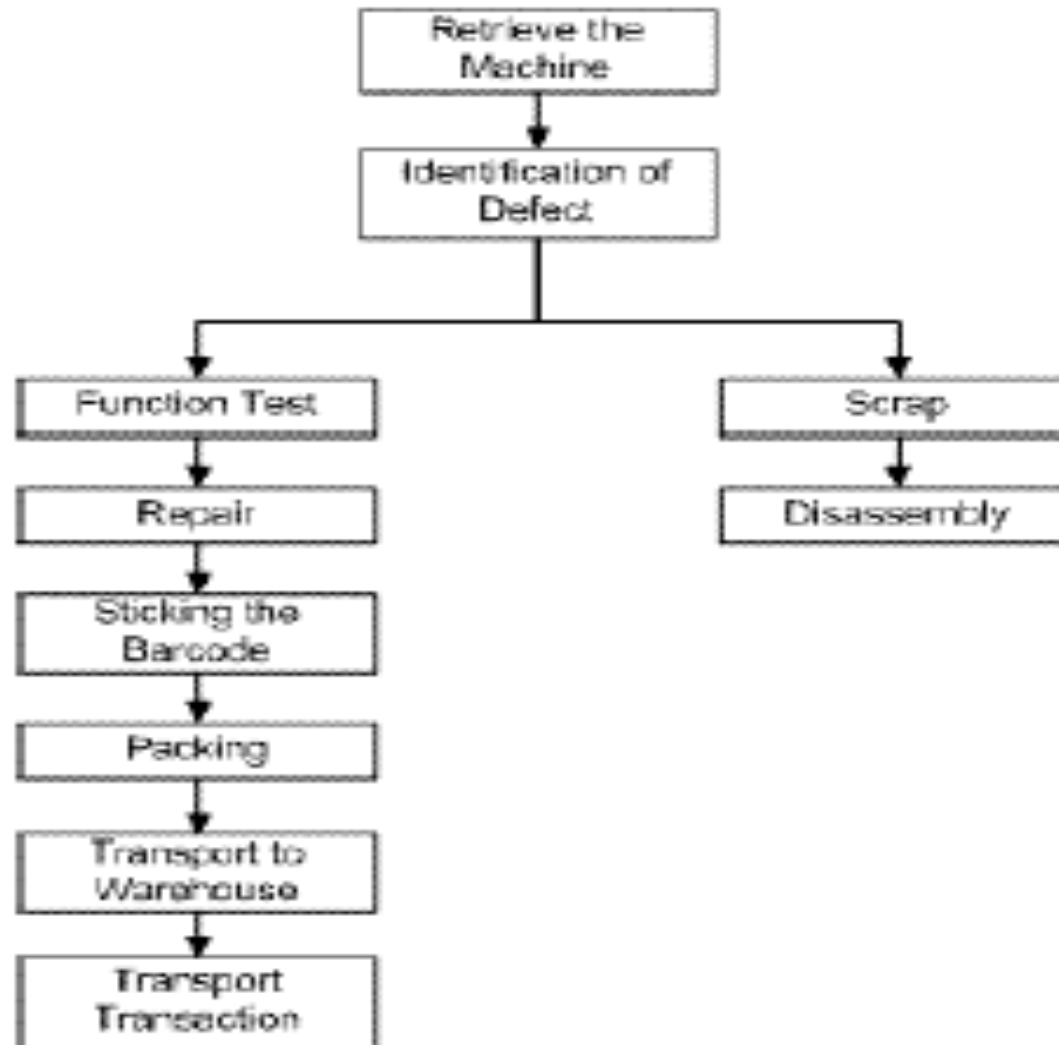 Retrieve the
Machine
Identification of
Defect
Function Test
Scrap
Repair
Disassembly
Sticking the
Barcode
Packing
Transport to
Warehouse
Transport
Transaction